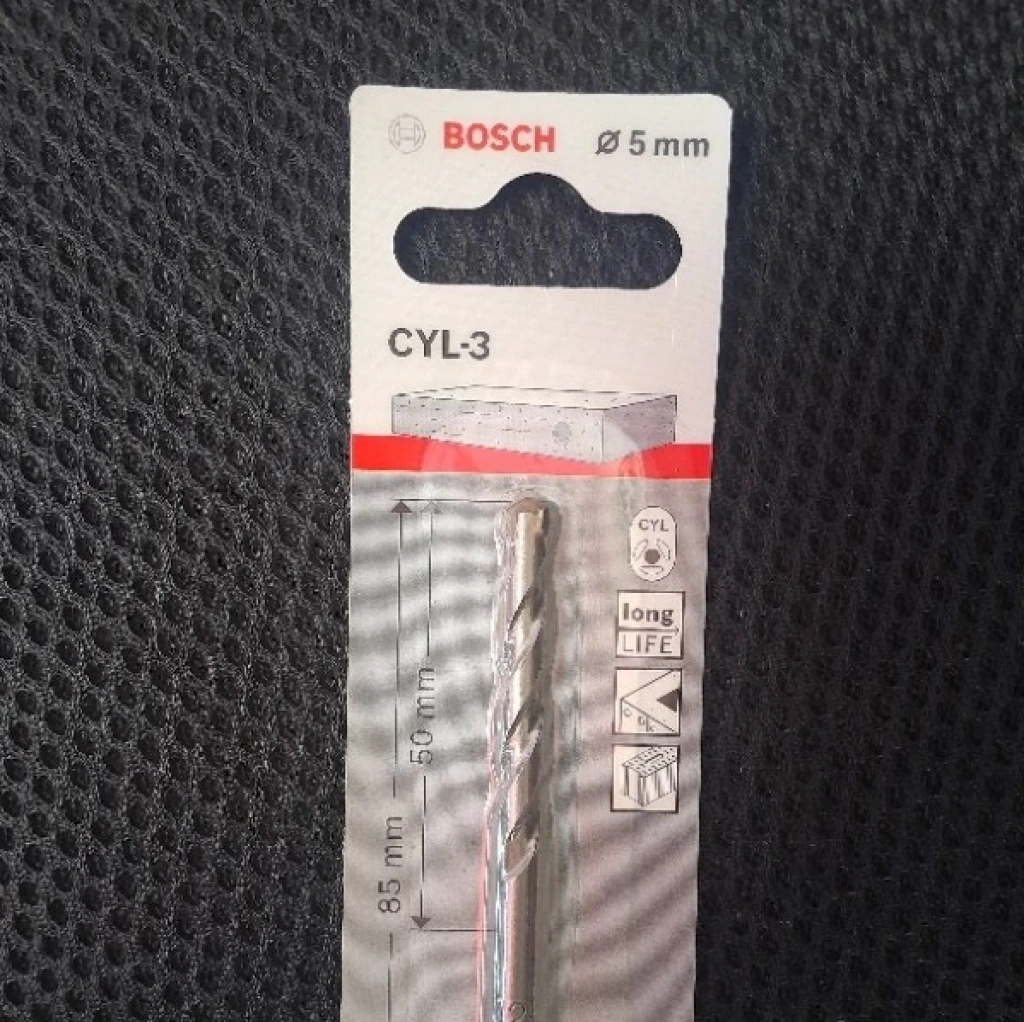 BOSCH Ø 5 mm
CYL-3
CYL
long
LIFE
50 mm
85 mm